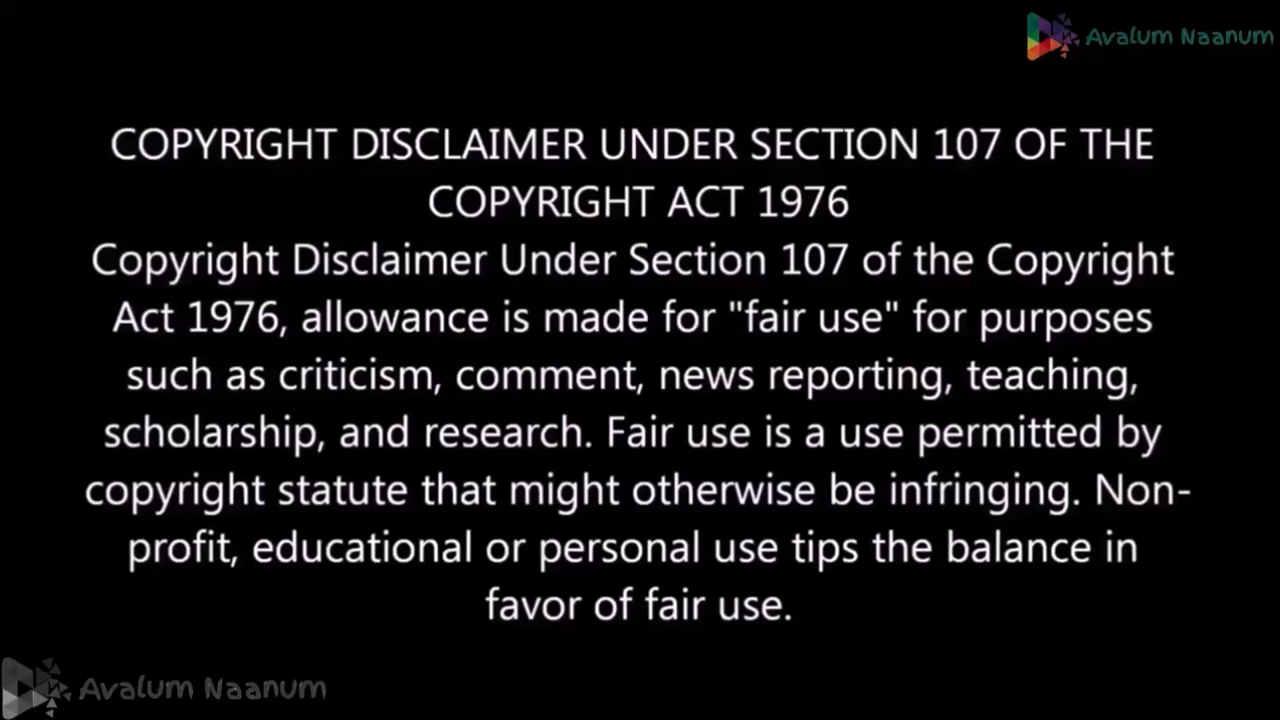 Avalum Naanum
COPYRIGHT DISCLAIMER UNDER SECTION 107 OF THE
COPYRIGHT ACT 1976
Copyright Disclaimer Under Section 107 of the Copyright
Act 1976, allowance is made for "fair use" for purposes
such as criticism, comment, news reporting, teaching,
scholarship, and research. Fair use is a use permitted by
copyright statute that might otherwise be infringing. Non-
profit, educational or personal use tips the balance in
favor of fair use.
Avalum Naanum